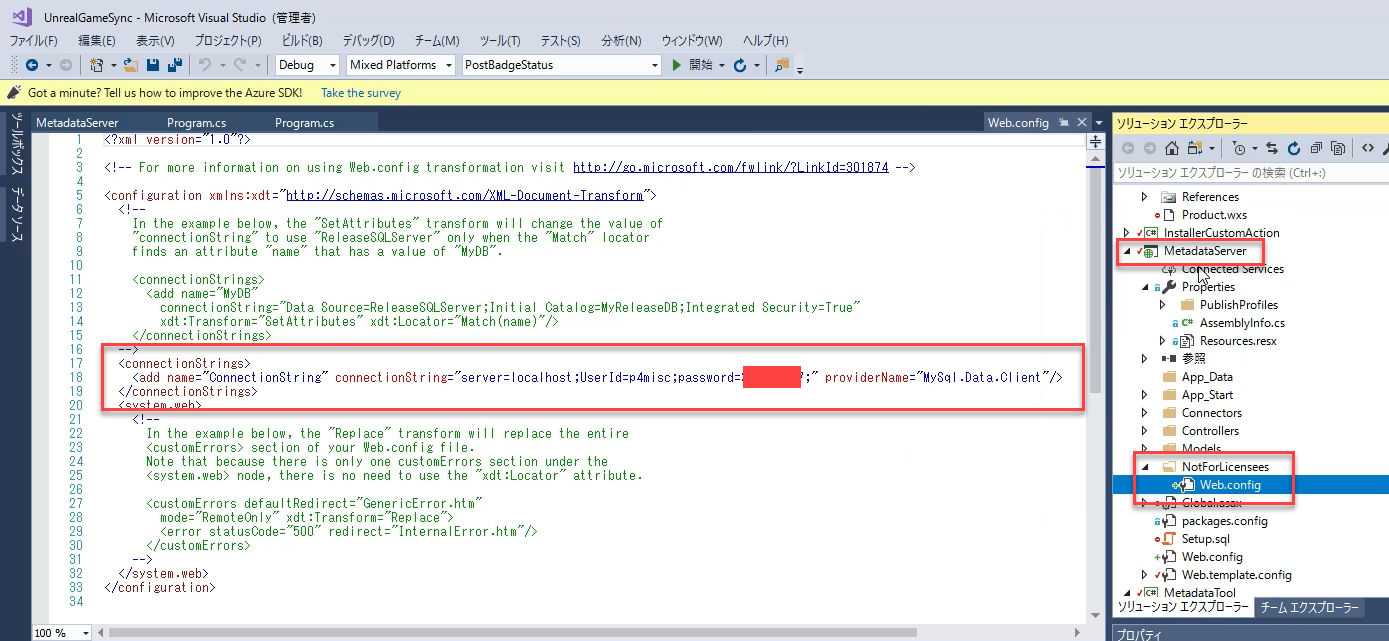 UnrealGameSync - Microsoft Visual Studio (管理者)
ファイル(F) 編集(E) 表示(V) プロジェクト(P) ビルド(B) デバッグ(D) チーム(M) ツール(T) テスト(S) 分析(N) ウィンドウ(W) ヘルプ(H)
Debug Mixed Platforms PostBadgeStatus 開始
Got a minute? Tell us how to improve the Azure SDK! Take the survey
ツールボックス
データ ソース
MetadataServer Program.cs Program.cs Web.config
1 <?xml version="1.0"?>
2
3 <!-- For more information on using Web.config transformation visit http://go.microsoft.com/fwlink/?LinkId=301874 -->
4
5 <configuration xmlns:xdt="http://schemas.microsoft.com/XML-Document-Transform">
6 <!--
7 In the example below, the "SetAttributes" transform will change the value of
8 "connectionString" to use "ReleaseSQLServer" only when the "Match" locator
9 finds an attribute "name" that has a value of "MyDB".
10
11 <connectionStrings>
12 <add name="MyDB"
13 connectionString="Data Source=ReleaseSQLServer;Initial Catalog=MyReleaseDB;Integrated Security=True"
14 xdt:Transform="SetAttributes" xdt:Locator="Match(name)"/>
15 </connectionStrings>
16 -->
17 <connectionStrings>
18 <add name="ConnectionString" connectionString="server=localhost;UserId=p4misc;password= ;" providerName="MySql.Data.Client"/>
19 </connectionStrings>
20 <system.web>
21 <!--
22 In the example below, the "Replace" transform will replace the entire
23 <customErrors> section of your Web.config file.
24 Note that because there is only one customErrors section under the
25 <system.web> node, there is no need to use the "xdt:Locator" attribute.
26
27 <customErrors defaultRedirect="GenericError.htm"
28 mode="RemoteOnly" xdt:Transform="Replace">
29 <error statusCode="500" redirect="InternalError.htm"/>
30 </customErrors>
31 -->
32 </system.web>
33 </configuration>
34
100 %
ソリューション エクスプローラー
ソリューション エクスプローラー の検索 (Ctrl+:)
References
Product.wxs
InstallerCustomAction
MetadataServer
Connected Services
Properties
PublishProfiles
AssemblyInfo.cs
Resources.resx
参照
App_Data
App_Start
Connectors
Controllers
Models
NotForLicensees
Web.config
Global.asax
packages.config
Setup.sql
Web.config
Web.template.config
MetadataTool
ソリューション エクスプローラー チーム エクスプローラー
プロパティ